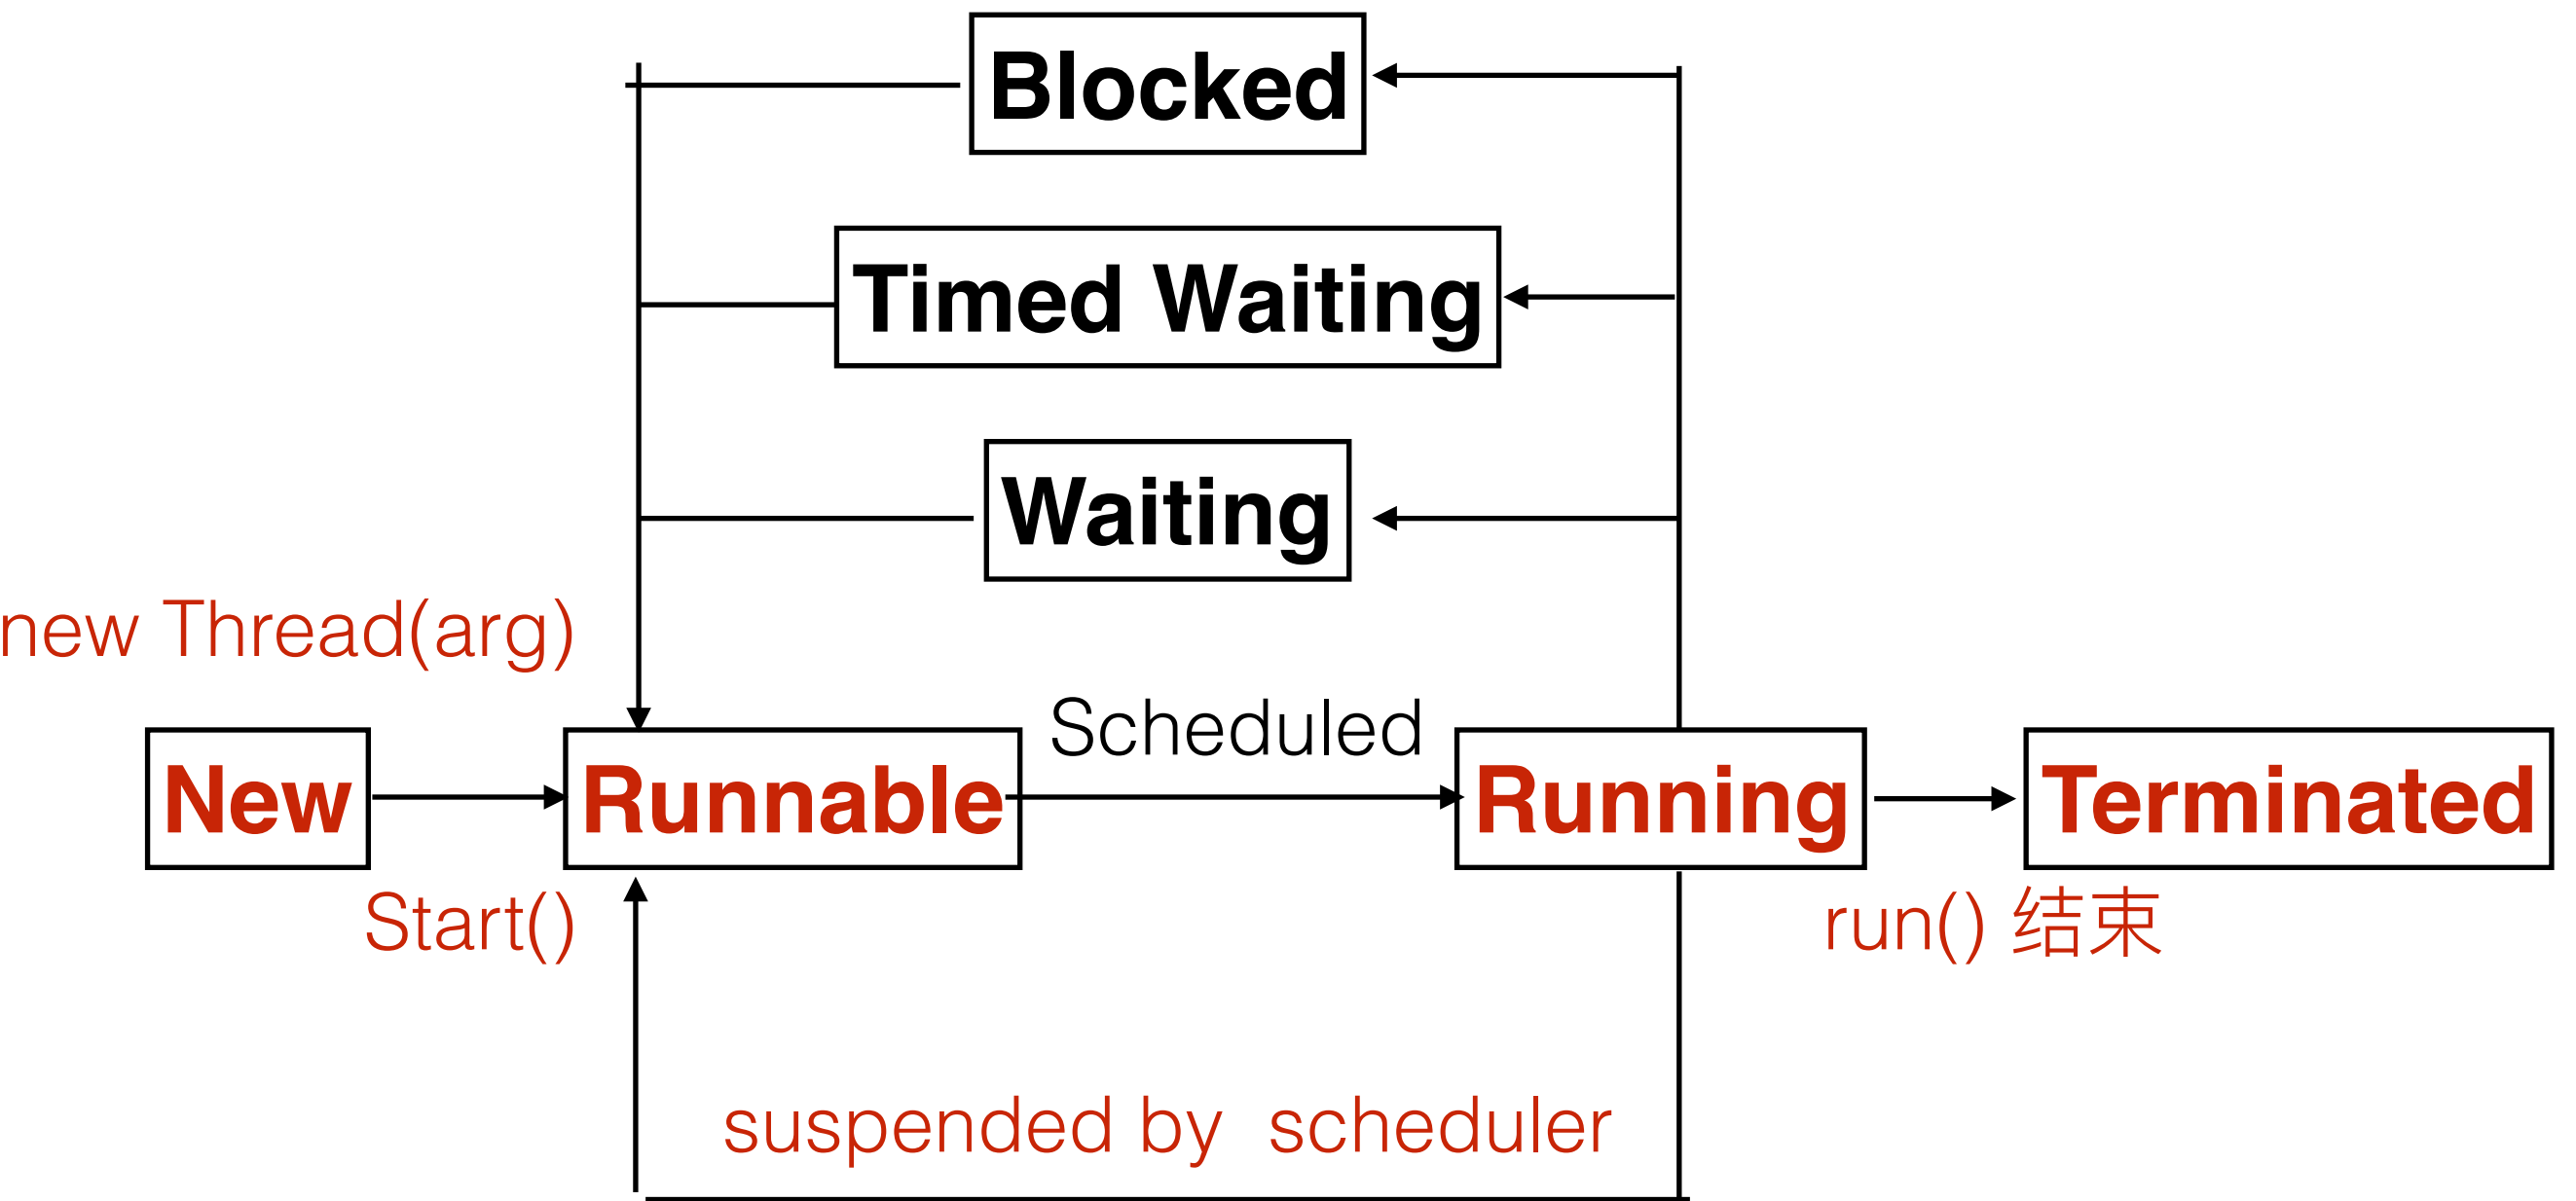 Blocked
Timed Waiting
Waiting
new Thread(arg)
Scheduled
New
Runnable
Running
Terminated
Start()
run() 结束
suspended by scheduler